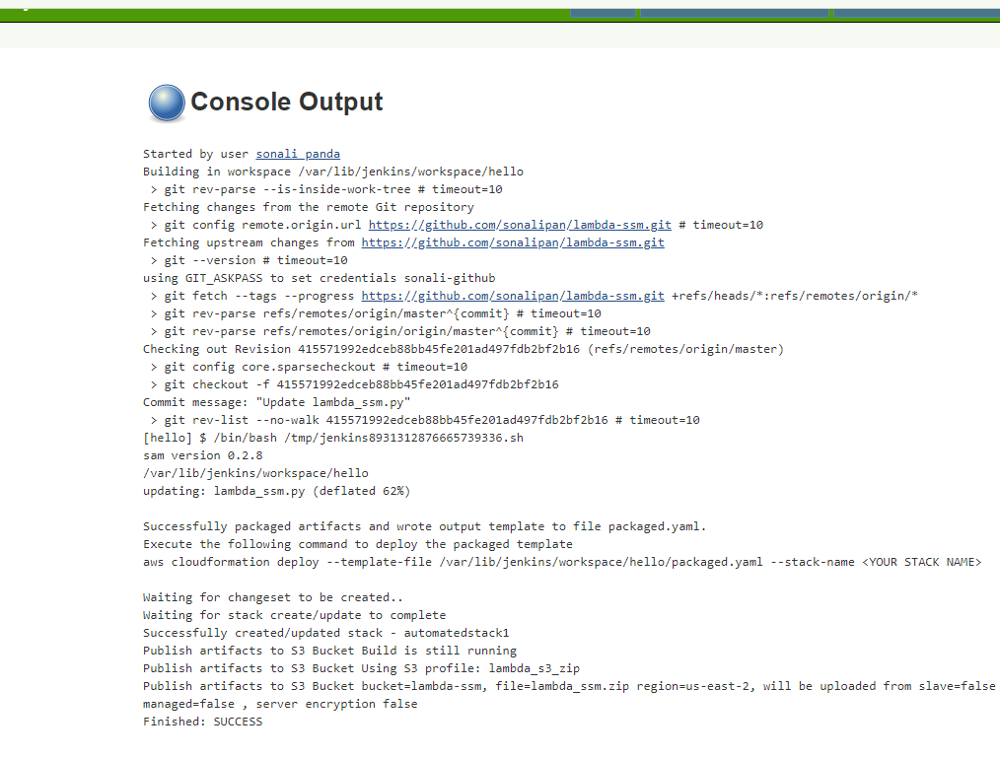 Console Output
Started by user sonali_panda
Building in workspace /var/lib/jenkins/workspace/hello
 > git rev-parse --is-inside-work-tree # timeout=10
Fetching changes from the remote Git repository
 > git config remote.origin.url https://github.com/sonalipan/lambda-ssm.git # timeout=10
Fetching upstream changes from https://github.com/sonalipan/lambda-ssm.git
 > git --version # timeout=10
using GIT_ASKPASS to set credentials sonali-github
 > git fetch --tags --progress https://github.com/sonalipan/lambda-ssm.git +refs/heads/*:refs/remotes/origin/*
 > git rev-parse refs/remotes/origin/master^{commit} # timeout=10
 > git rev-parse refs/remotes/origin/origin/master^{commit} # timeout=10
Checking out Revision 415571992edceb88bb45fe201ad497fdb2bf2b16 (refs/remotes/origin/master)
 > git config core.sparsecheckout # timeout=10
 > git checkout -f 415571992edceb88bb45fe201ad497fdb2bf2b16
Commit message: "Update lambda_ssm.py"
 > git rev-list --no-walk 415571992edceb88bb45fe201ad497fdb2bf2b16 # timeout=10
[hello] $ /bin/bash /tmp/jenkins8931312876665739336.sh
sam version 0.2.8
/var/lib/jenkins/workspace/hello
updating: lambda_ssm.py (deflated 62%)
Successfully packaged artifacts and wrote output template to file packaged.yaml.
Execute the following command to deploy the packaged template
aws cloudformation deploy --template-file /var/lib/jenkins/workspace/hello/packaged.yaml --stack-name <YOUR STACK NAME>
Waiting for changeset to be created..
Waiting for stack create/update to complete
Successfully created/updated stack - automatedstack1
Publish artifacts to S3 Bucket Build is still running
Publish artifacts to S3 Bucket Using S3 profile: lambda_s3_zip
Publish artifacts to S3 Bucket bucket=lambda-ssm, file=lambda_ssm.zip region=us-east-2, will be uploaded from slave=false
managed=false , server encryption false
Finished: SUCCESS